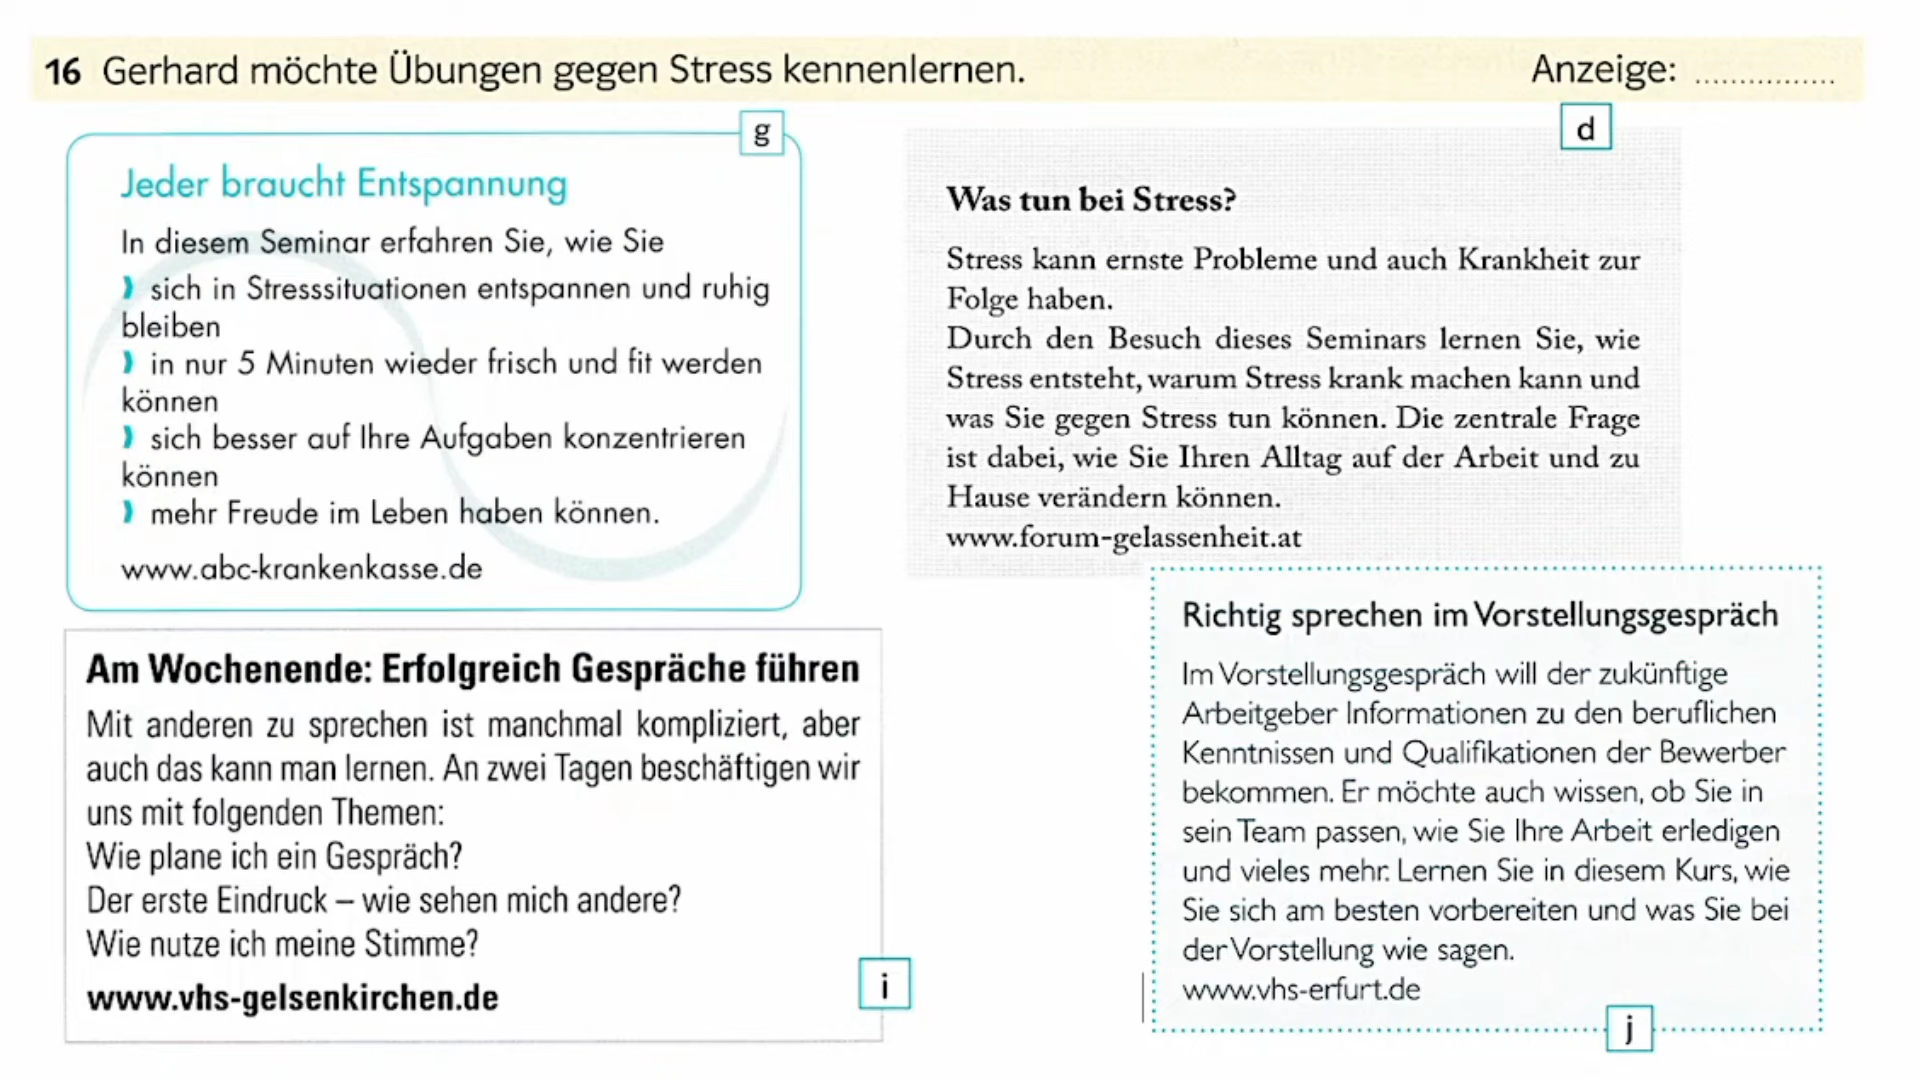 16 Gerhard möchte Übungen gegen Stress kennenlernen. Anzeige: ...............
g
Jeder braucht Entspannung
In diesem Seminar erfahren Sie, wie Sie
sich in Stresssituationen entspannen und ruhig
bleiben
in nur 5 Minuten wieder frisch und fit werden
können
sich besser auf Ihre Aufgaben konzentrieren
können
mehr Freude im Leben haben können.
www.abc-krankenkasse.de
d
Was tun bei Stress?
Stress kann ernste Probleme und auch Krankheit zur
Folge haben.
Durch den Besuch dieses Seminars lernen Sie, wie
Stress entsteht, warum Stress krank machen kann und
was Sie gegen Stress tun können. Die zentrale Frage
ist dabei, wie Sie Ihren Alltag auf der Arbeit und zu
Hause verändern können.
www.forum-gelassenheit.at
Am Wochenende: Erfolgreich Gespräche führen
Mit anderen zu sprechen ist manchmal kompliziert, aber
auch das kann man lernen. An zwei Tagen beschäftigen wir
uns mit folgenden Themen:
Wie plane ich ein Gespräch?
Der erste Eindruck – wie sehen mich andere?
Wie nutze ich meine Stimme?
www.vhs-gelsenkirchen.de
i
Richtig sprechen im Vorstellungsgespräch
Im Vorstellungsgespräch will der zukünftige
Arbeitgeber Informationen zu den beruflichen
Kenntnissen und Qualifikationen der Bewerber
bekommen. Er möchte auch wissen, ob Sie in
sein Team passen, wie Sie Ihre Arbeit erledigen
und vieles mehr. Lernen Sie in diesem Kurs, wie
Sie sich am besten vorbereiten und was Sie bei
der Vorstellung wie sagen.
www.vhs-erfurt.de
j